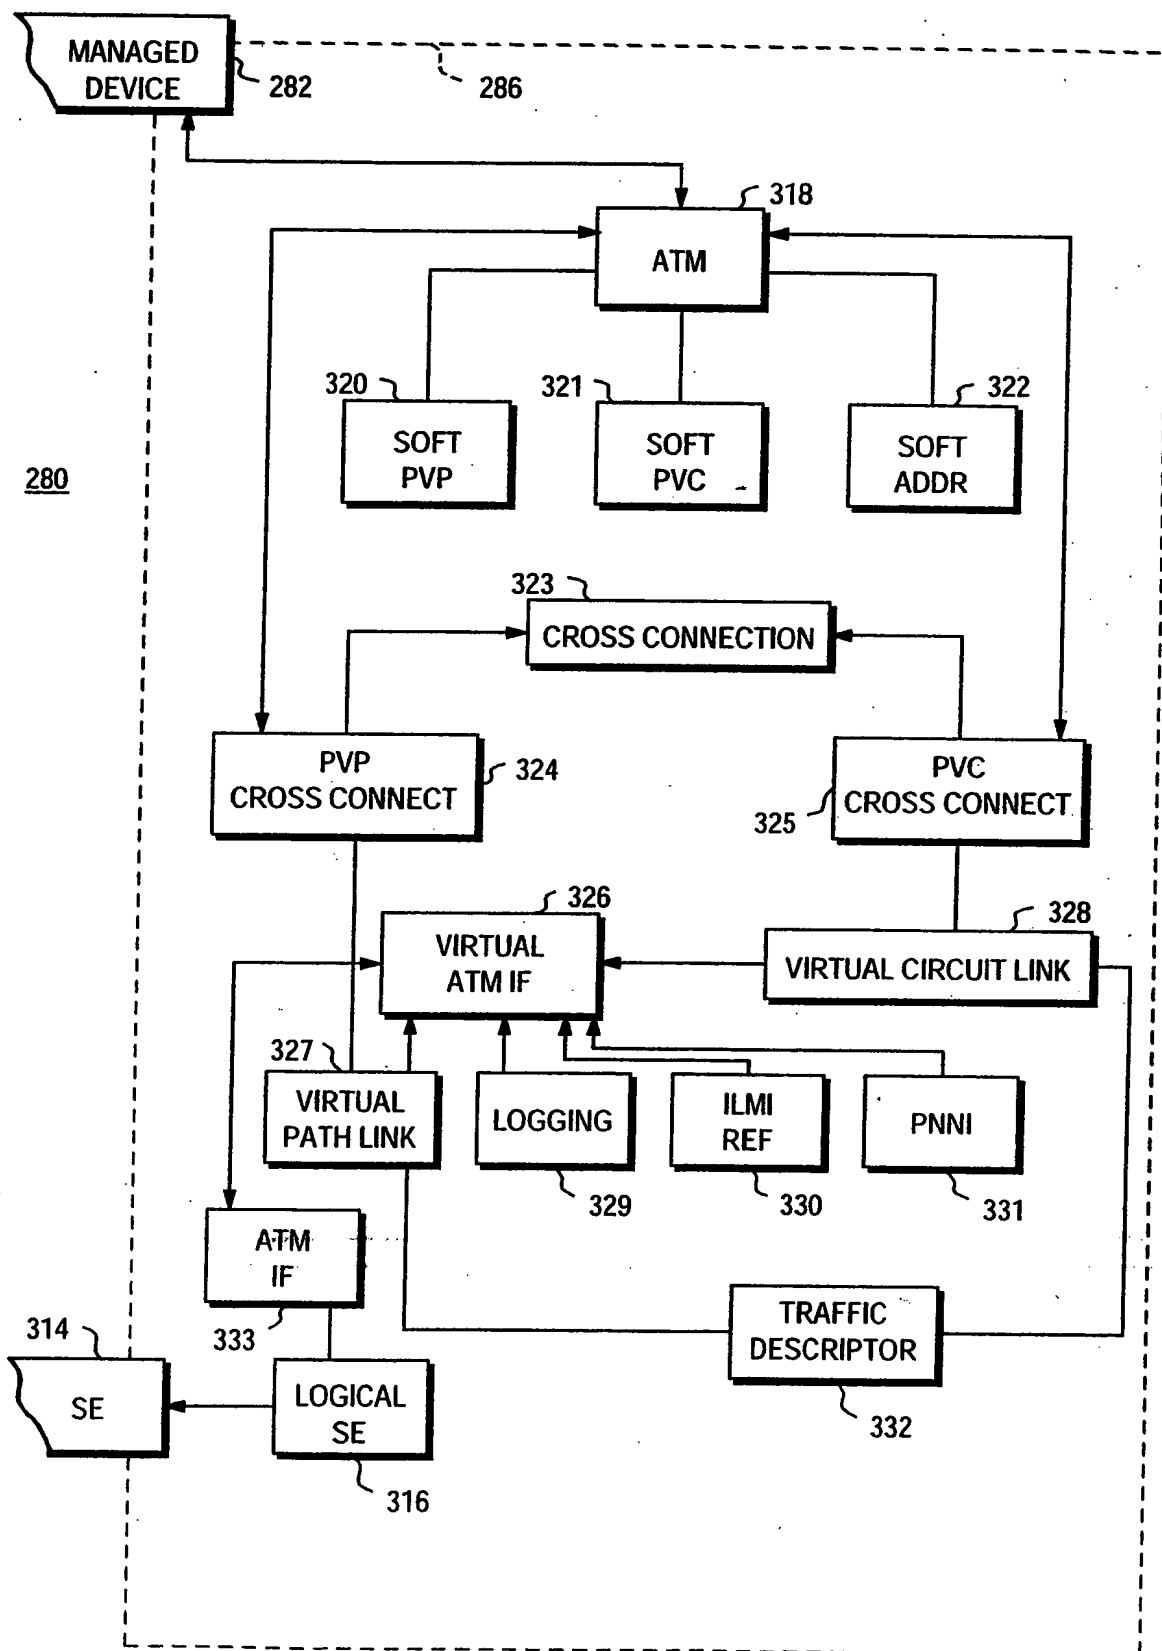 MANAGED
DEVICE
282
286
318
ATM
320
SOFT
PVP
321
SOFT
PVC
322
SOFT
ADDR
280
323
CROSS CONNECTION
PVP
CROSS CONNECT
324
PVC
CROSS CONNECT
325
326
VIRTUAL
ATM IF
328
VIRTUAL CIRCUIT LINK
327
VIRTUAL
PATH LINK
LOGGING
329
ILMI
REF
330
PNNI
331
ATM
IF
333
TRAFFIC
DESCRIPTOR
332
314
SE
LOGICAL
SE
316